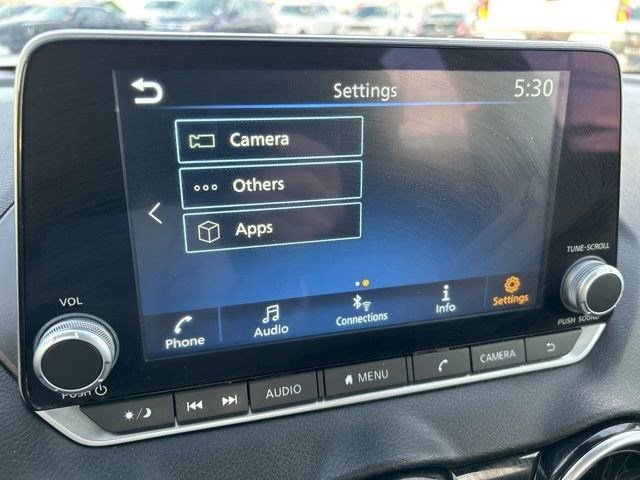 Settings 5:30
Camera
Others
Apps
TUNE·SCROLL
VOL
Phone Audio Connections Info Settings
PUSH SOUND
PUSH
AUDIO MENU CAMERA